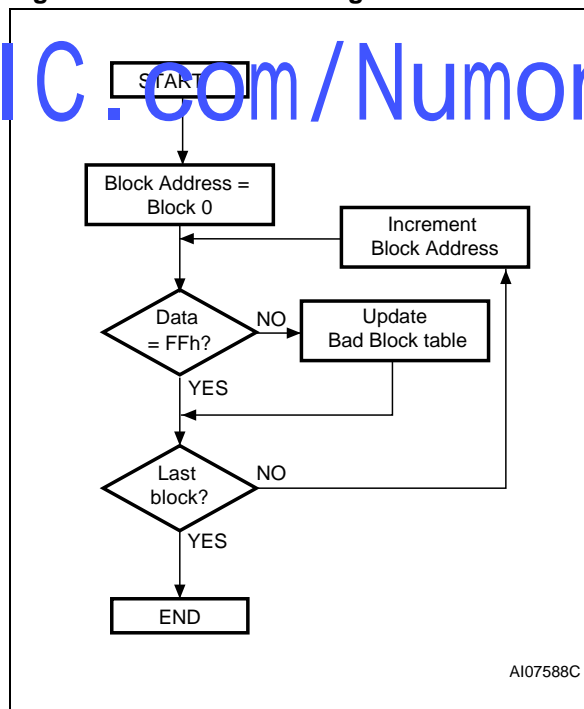 IC.com/Numon
START
Block Address =
Block 0
Increment
Block Address
Data
= FFh?
NO
Update
Bad Block table
YES
Last
block?
NO
YES
END
AI07588C